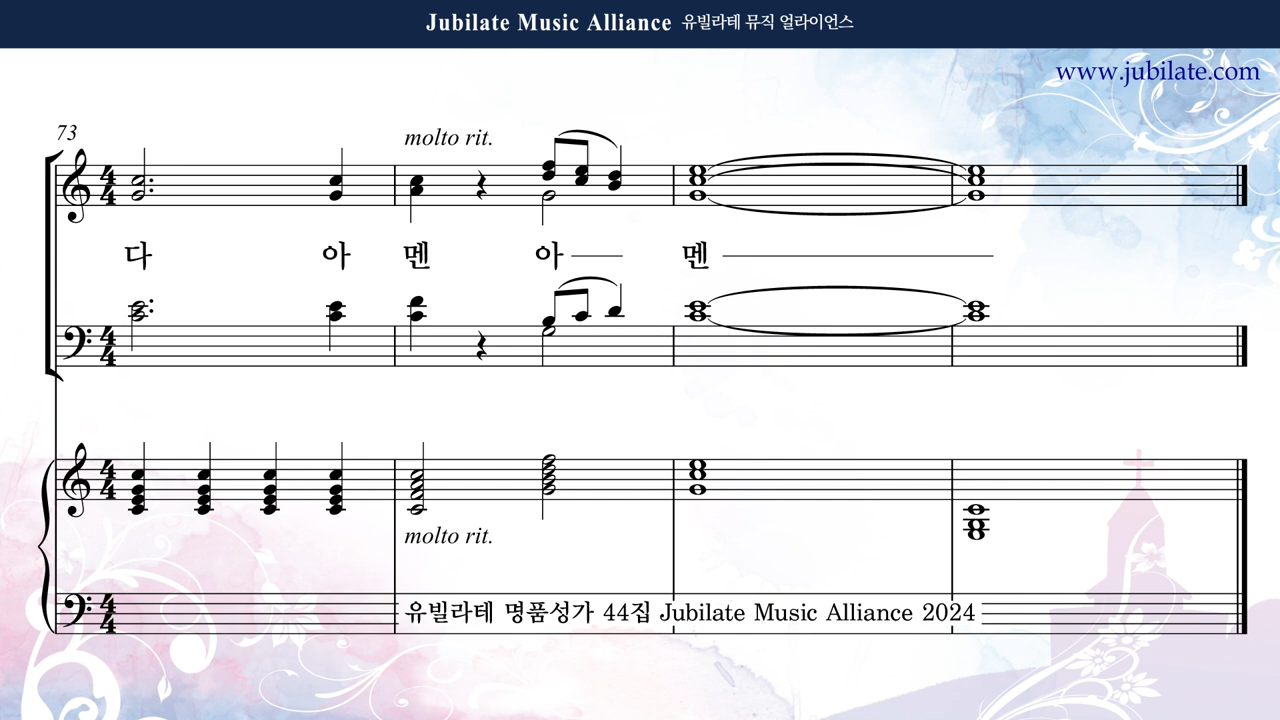 Jubilate Music Alliance 유빌라테 뮤직 얼라이언스
www.jubilate.com
73
molto rit.
다 아 멘 아 멘
molto rit.
유빌라테 명품성가 44집 Jubilate Music Alliance 2024